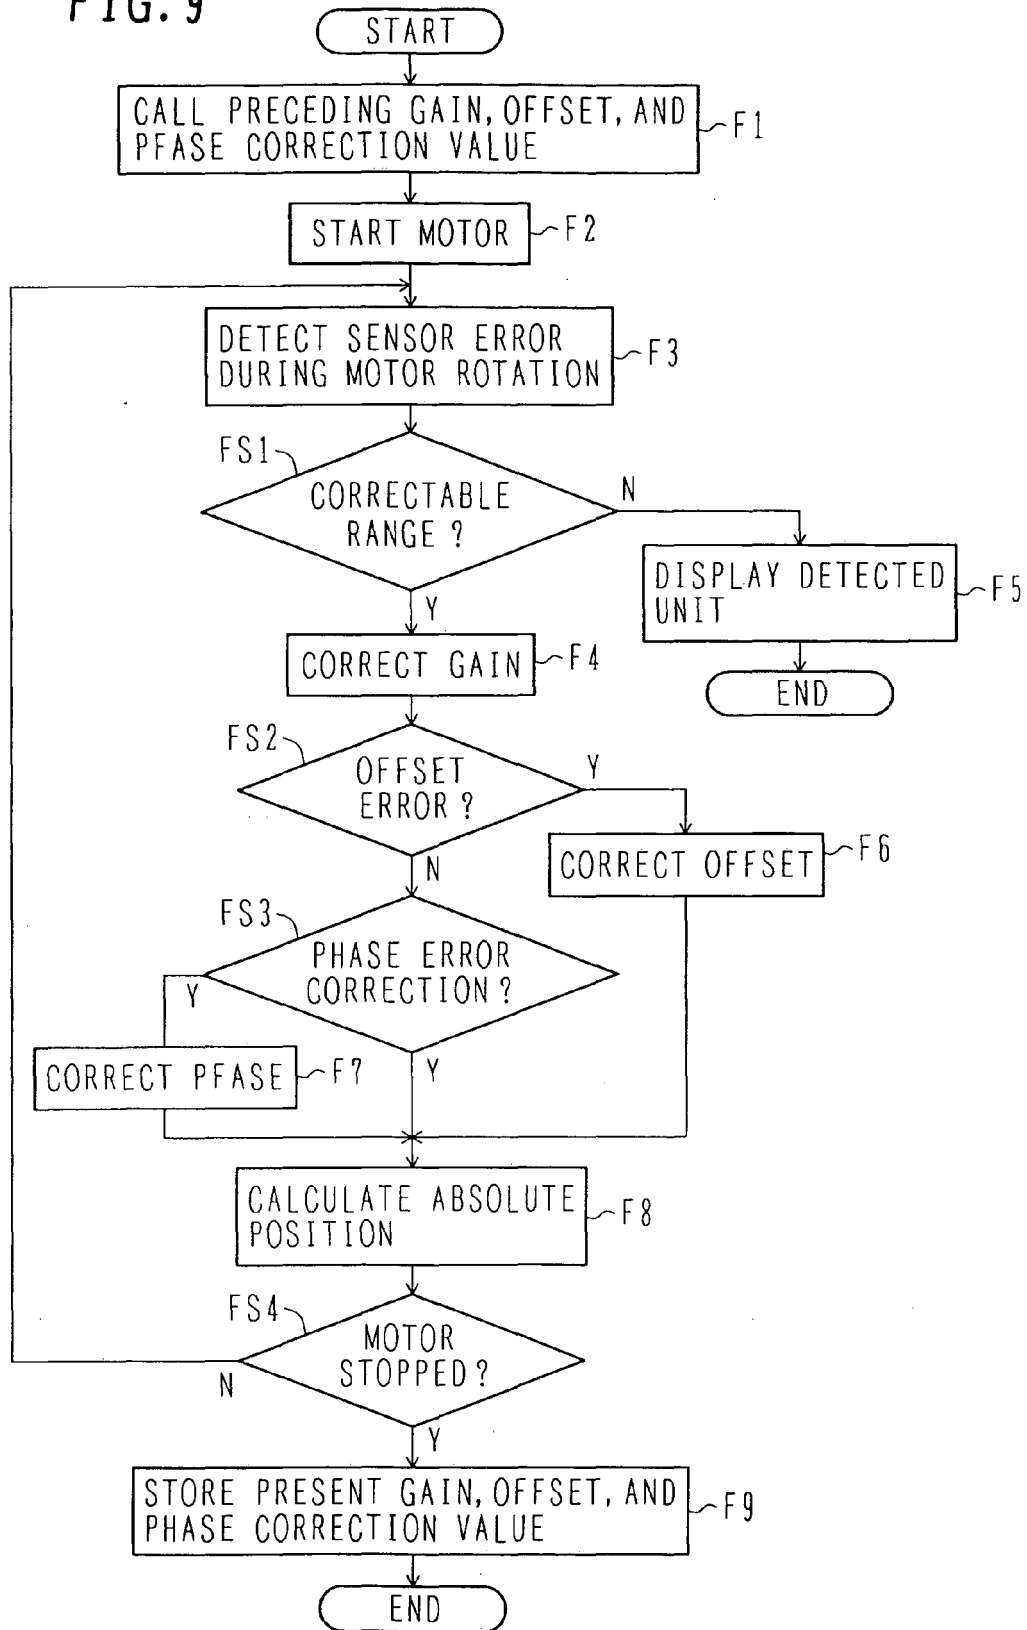 FIG. 9
START
CALL PRECEDING GAIN, OFFSET, AND
PFASE CORRECTION VALUE
F1
START MOTOR
F2
DETECT SENSOR ERROR
DURING MOTOR ROTATION
F3
FS1
CORRECTABLE
RANGE ?
N
Y
DISPLAY DETECTED
UNIT
F5
END
CORRECT GAIN
F4
FS2
OFFSET
ERROR ?
Y
N
CORRECT OFFSET
F6
FS3
PHASE ERROR
CORRECTION ?
Y
Y
CORRECT PFASE
F7
CALCULATE ABSOLUTE
POSITION
F8
FS4
MOTOR
STOPPED ?
N
Y
STORE PRESENT GAIN, OFFSET, AND
PHASE CORRECTION VALUE
F9
END